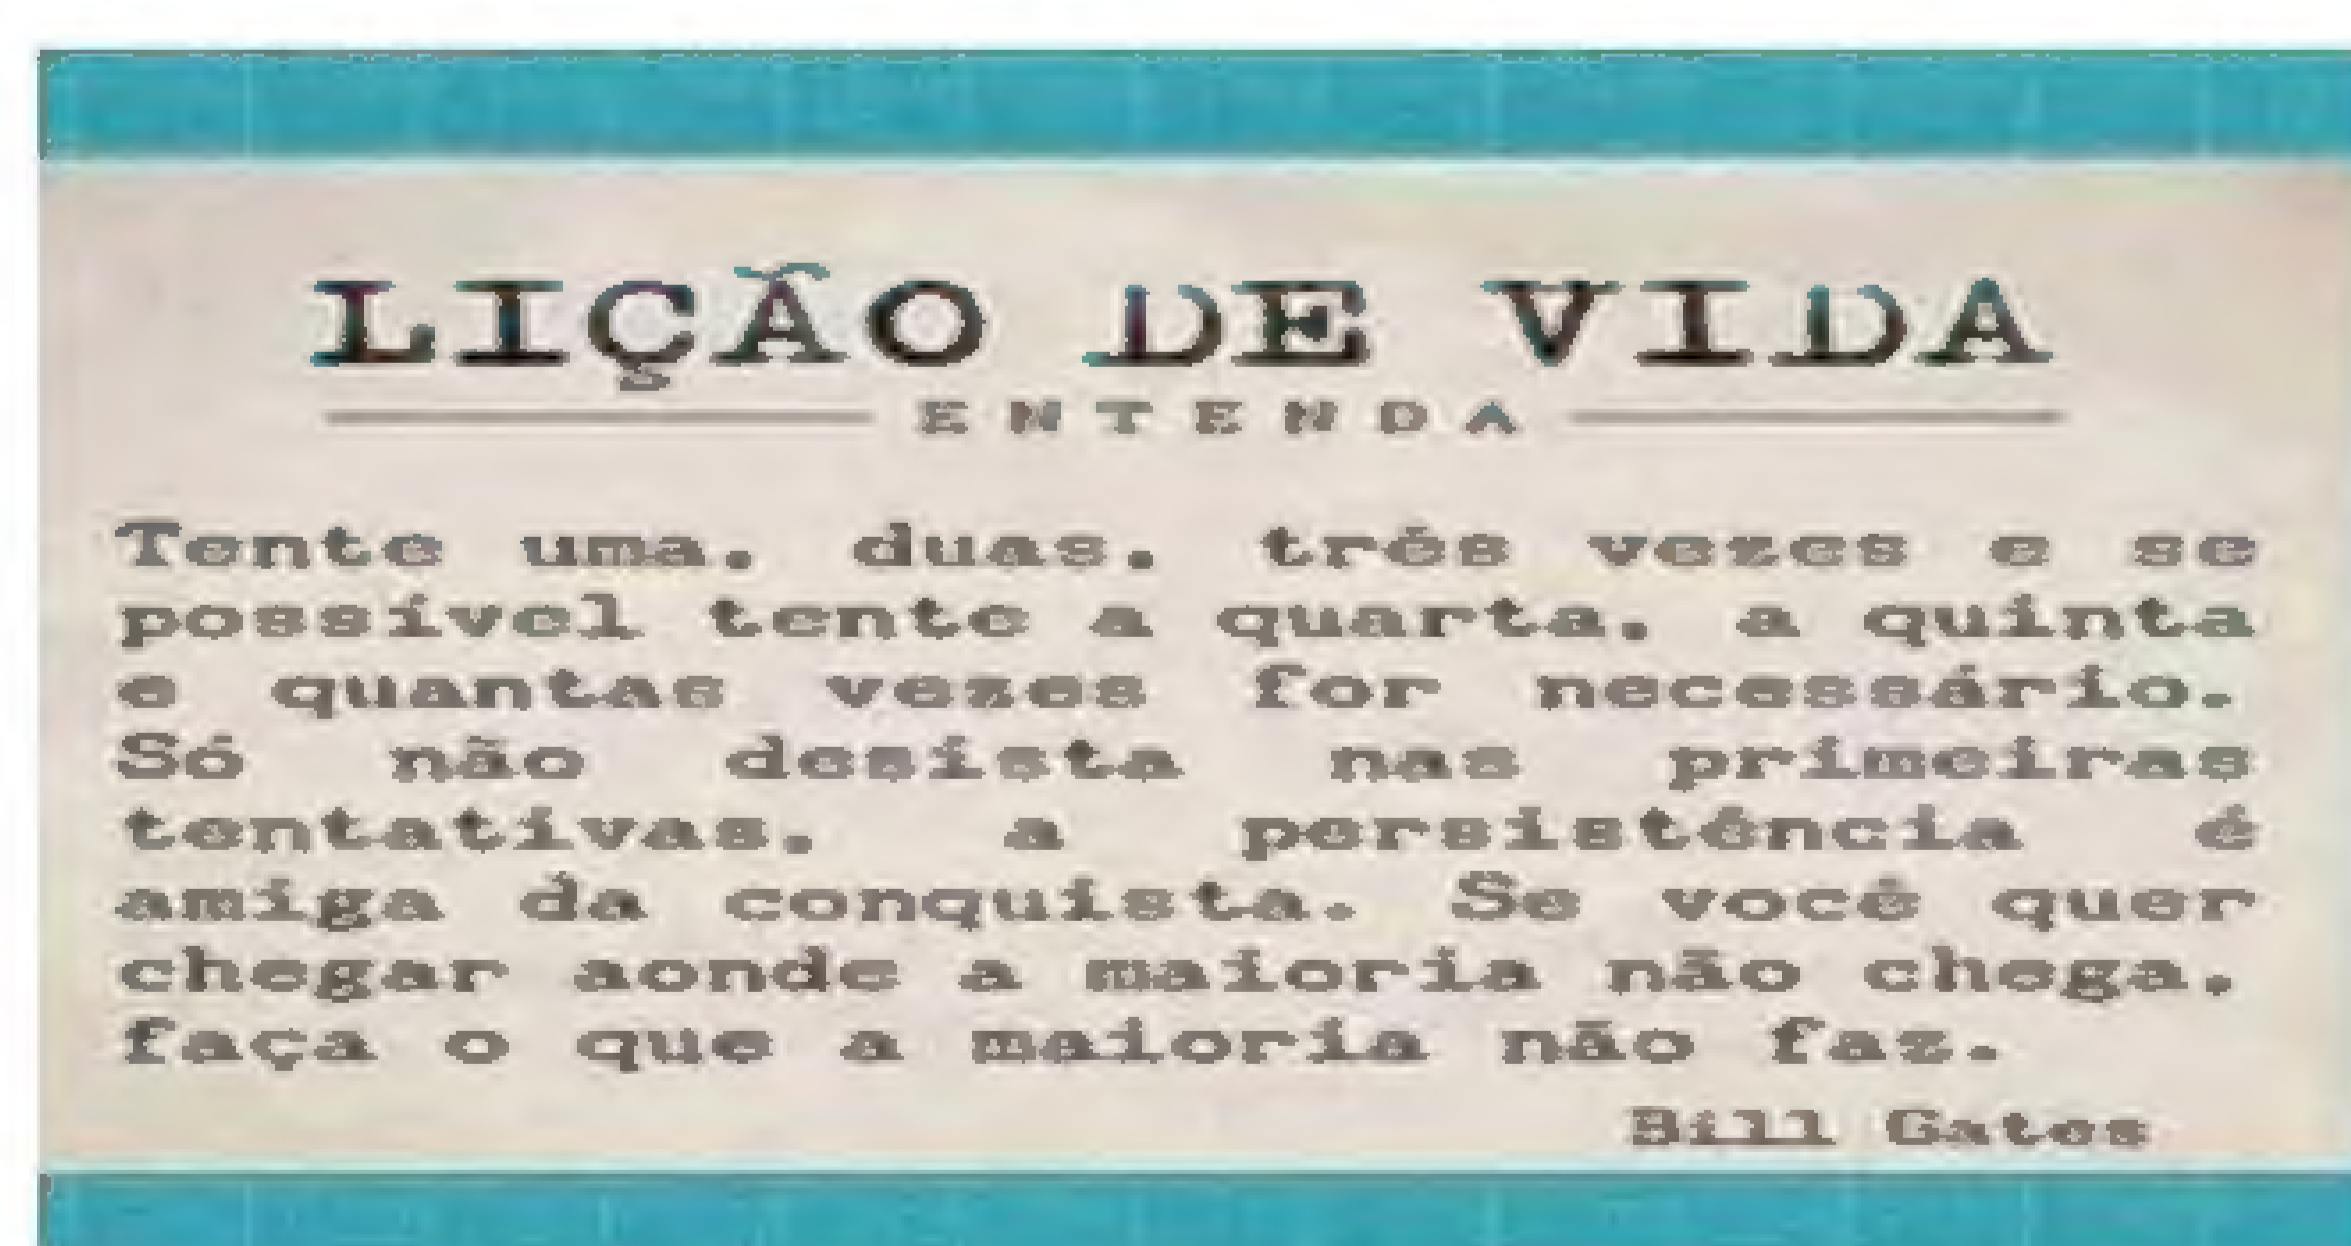 LIÇÃO DE VIDA
ENTENDA
Tente uma, duas, três vezes e se
possível tente a quarta, a quinta
e quantas vezes for necessário.
Só não desista nas primeiras
tentativas, a persistência é
amiga da conquista. Se você quer
chegar aonde a maioria não chega,
faça o que a maioria não faz.
Bill Gates